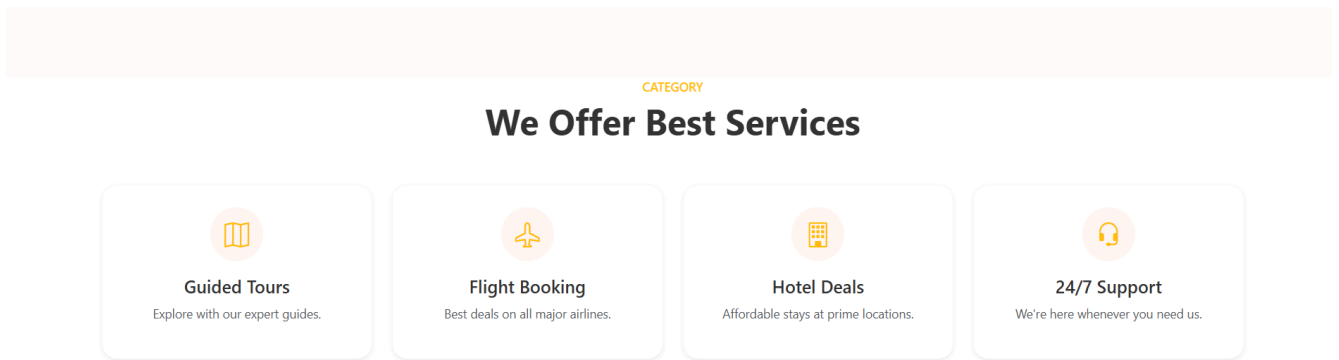 CATEGORY
We Offer Best Services
Guided Tours
Explore with our expert guides.
Flight Booking
Best deals on all major airlines.
Hotel Deals
Affordable stays at prime locations.
24/7 Support
We're here whenever you need us.